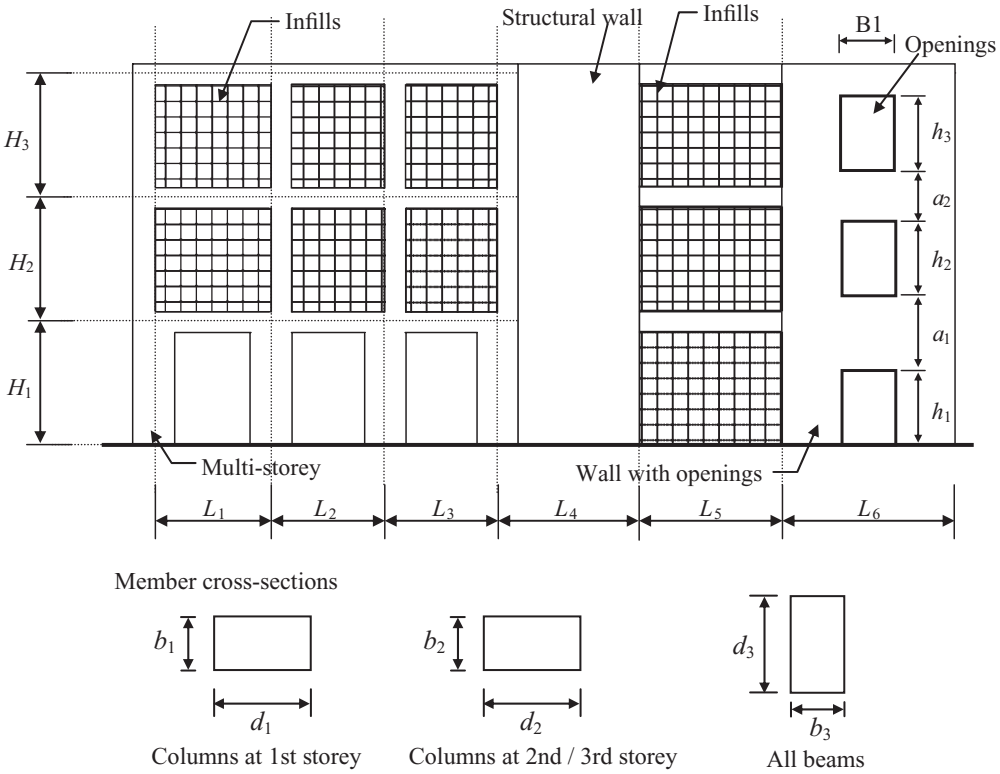 Structural wall
Infills
Infills
B1
Openings
H3
h3
a2
H2
h2
a1
H1
h1
Multi-storey
Wall with openings
L1 L2 L3 L4 L5 L6
Member cross-sections
b1
b2
d3
d1
d2
b3
Columns at 1st storey
Columns at 2nd / 3rd storey
All beams